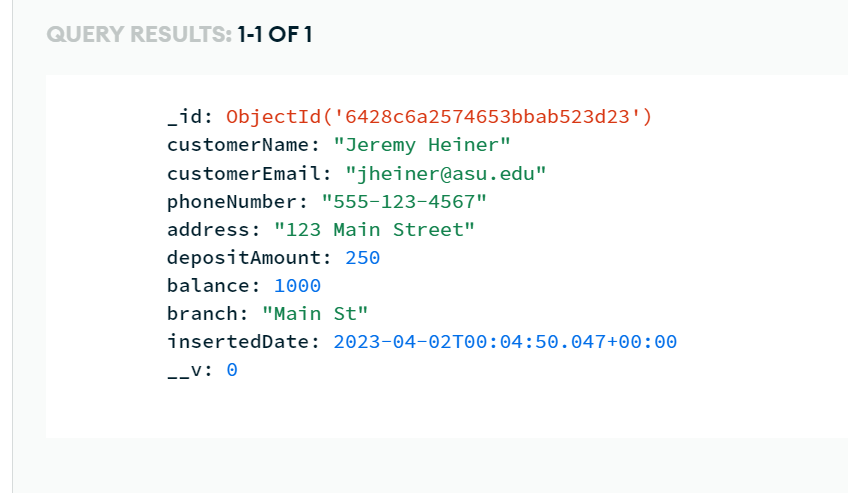 QUERY RESULTS: 1-1 OF 1
_id: ObjectId('6428c6a2574653bbab523d23')
customerName: "Jeremy Heiner"
customerEmail: "jheiner@asu.edu"
phoneNumber: "555-123-4567"
address: "123 Main Street"
depositAmount: 250
balance: 1000
branch: "Main St"
insertedDate: 2023-04-02T00:04:50.047+00:00
__v: 0